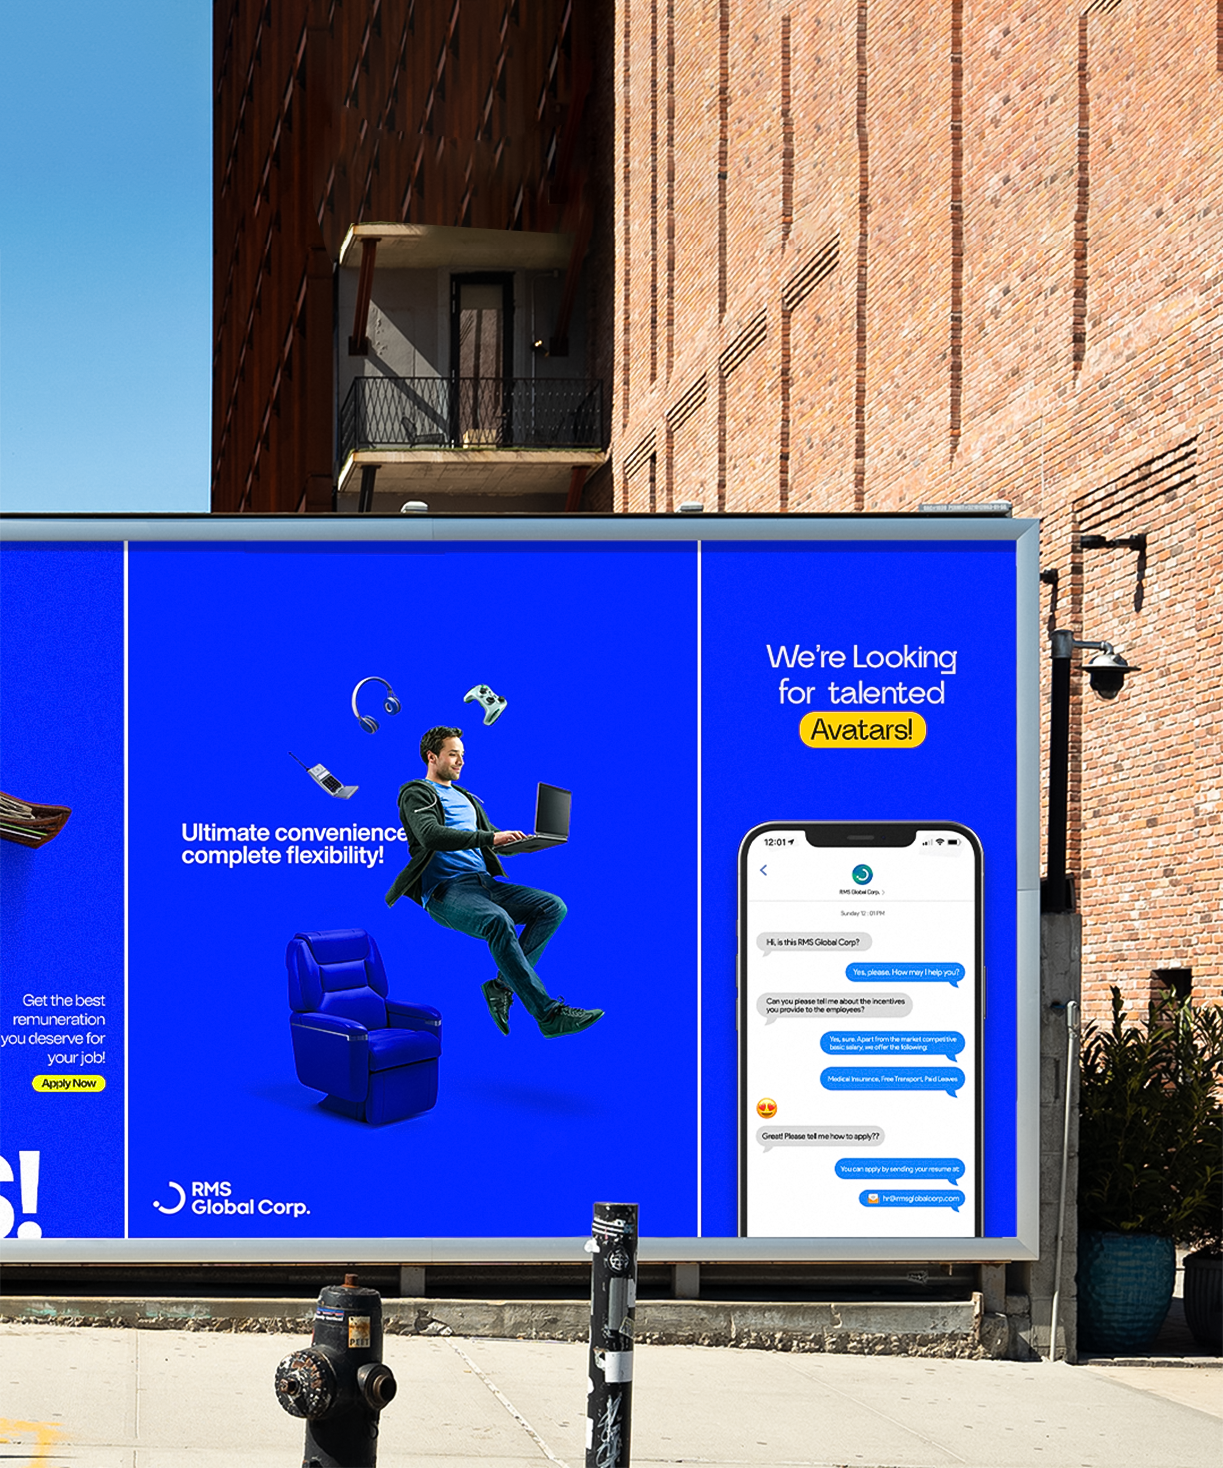 Get the best
remuneration
you deserve for
your job!
Apply Now
S!
Ultimate convenience
complete flexibility!
RMS
Global Corp.
We're Looking
for talented
Avatars!
12:01
RMS Global Corp.
Sunday 12:01PM
Hi, is this RMS Global Corp?
Yes, please. How may I help you?
Can you please tell me about the incentives
you provide to the employees?
Yes, sure. Apart from the market competitive
basic salary, we offer the following:
Medical Insurance, Free Transport, Paid Leaves
Great! Please tell me how to apply??
You can apply by sending your resume at:
hr@rmsglobalcorp.com
PEET